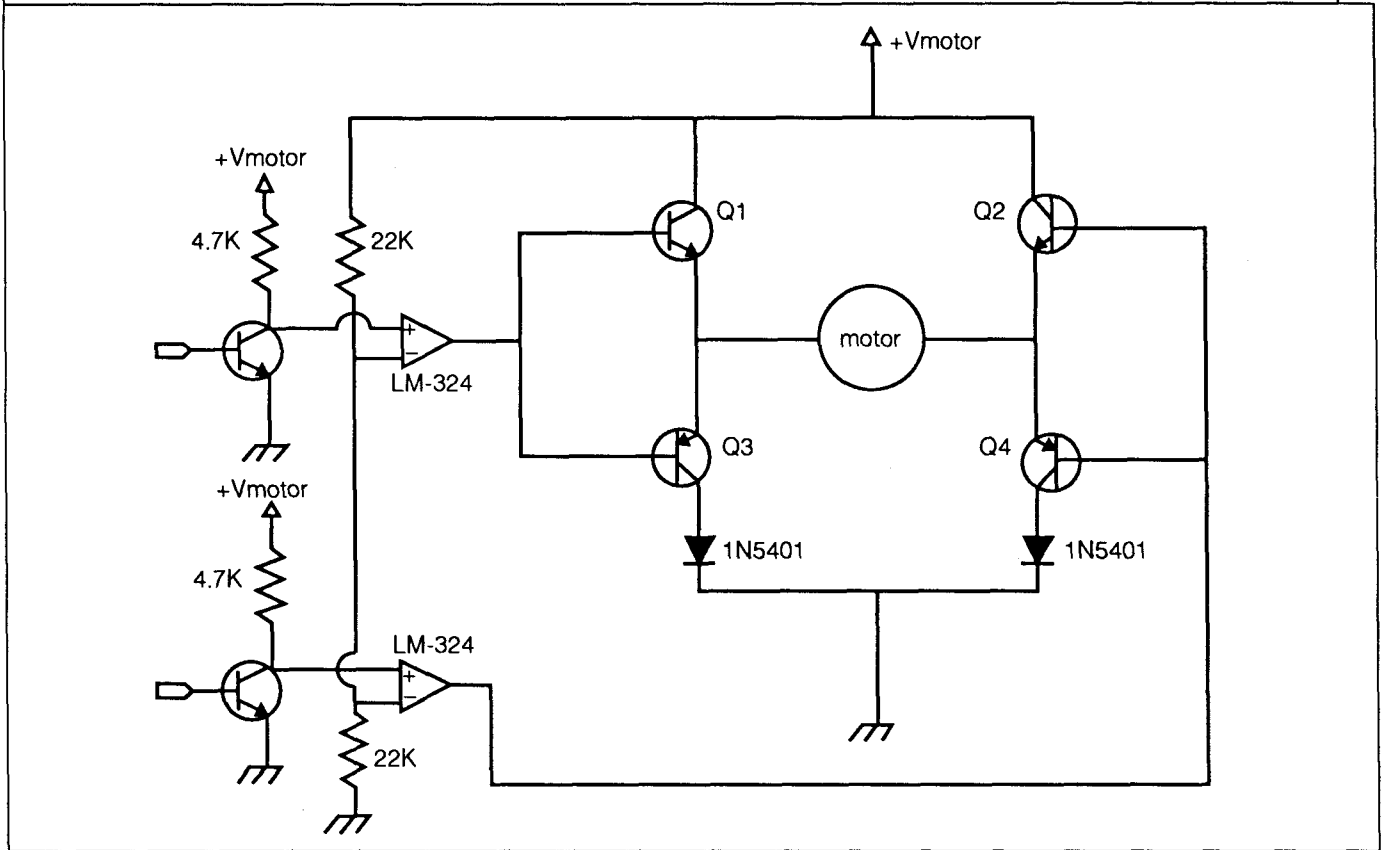 +Vmotor
+Vmotor
4.7K
22K
Q1
Q2
+
−
LM-324
motor
Q3
Q4
+Vmotor
1N5401
1N5401
4.7K
LM-324
+
−
22K